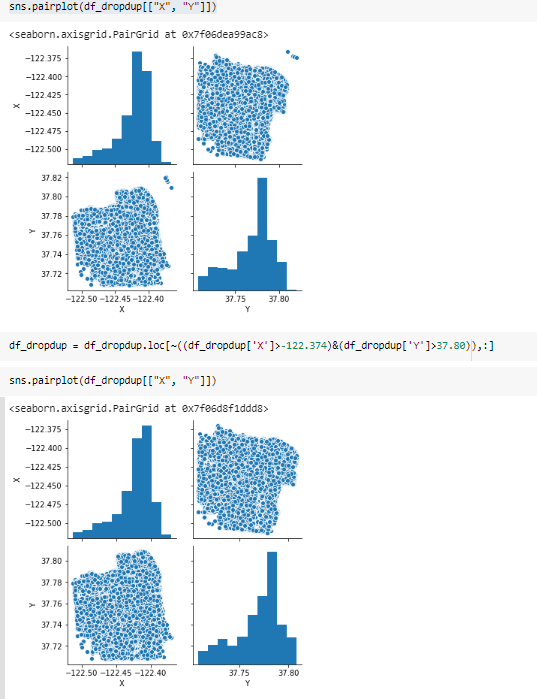 sns.pairplot(df_dropdup[["X", "Y"]])
<seaborn.axisgrid.PairGrid at 0x7f06dea99ac8>
−122.375
−122.400
−122.425
−122.450
−122.475
−122.500
X
37.82
37.80
37.78
37.76
37.74
37.72
Y
−122.50 −122.45 −122.40
X
37.75 37.80
Y
df_dropdup = df_dropdup.loc[~((df_dropdup['X']>-122.374)&(df_dropdup['Y']>37.80)),:]
sns.pairplot(df_dropdup[["X", "Y"]])
<seaborn.axisgrid.PairGrid at 0x7f06d8f1ddd8>
−122.375
−122.400
−122.425
−122.450
−122.475
−122.500
X
37.80
37.78
37.76
37.74
37.72
Y
−122.50 −122.45 −122.40
X
37.75 37.80
Y